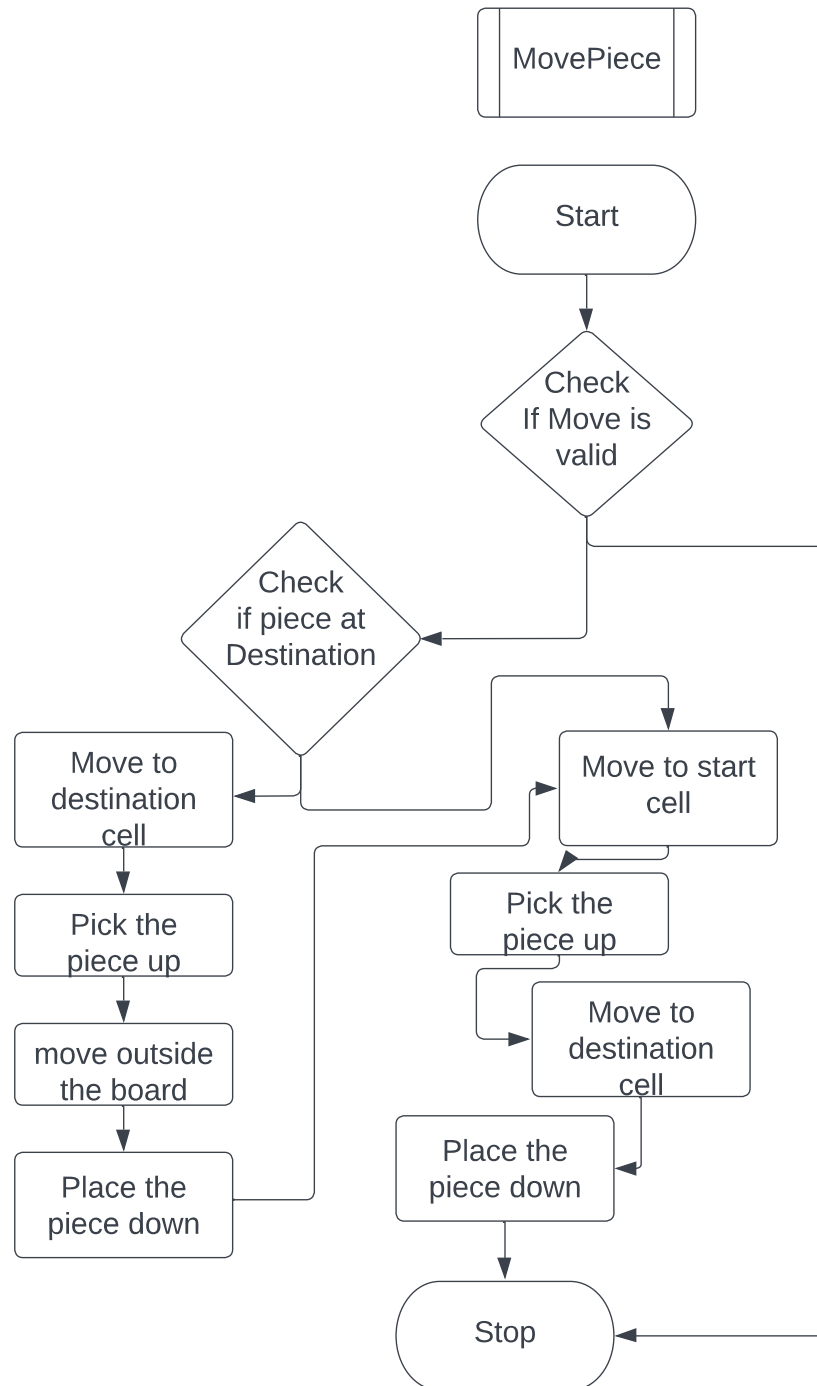 MovePiece
Start
Check
If Move is
valid
Check
if piece at
Destination
Move to
destination
cell
Move to start
cell
Pick the
piece up
Pick the
piece up
Move to
destination
cell
move outside
the board
Place the
piece down
Place the
piece down
Stop